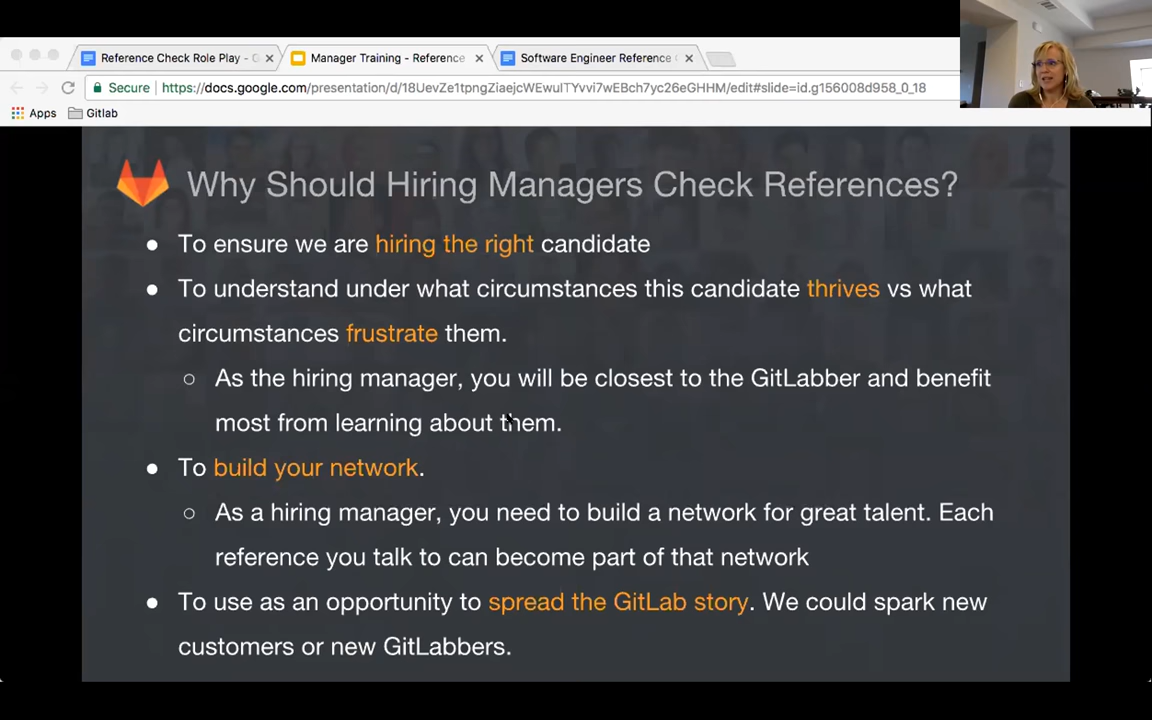 Reference Check Role Play - G
Manager Training - Reference
Software Engineer Reference C
Secure https://docs.google.com/presentation/d/18UevZe1tpngZiaejcWEwulTYvvi7wEBch7yc26eGHHM/edit#slide=id.g156008d958_0_18
Apps Gitlab
Why Should Hiring Managers Check References?
● To ensure we are hiring the right candidate
● To understand under what circumstances this candidate thrives vs what
circumstances frustrate them.
○ As the hiring manager, you will be closest to the GitLabber and benefit
most from learning about them.
● To build your network.
○ As a hiring manager, you need to build a network for great talent. Each
reference you talk to can become part of that network
● To use as an opportunity to spread the GitLab story. We could spark new
customers or new GitLabbers.